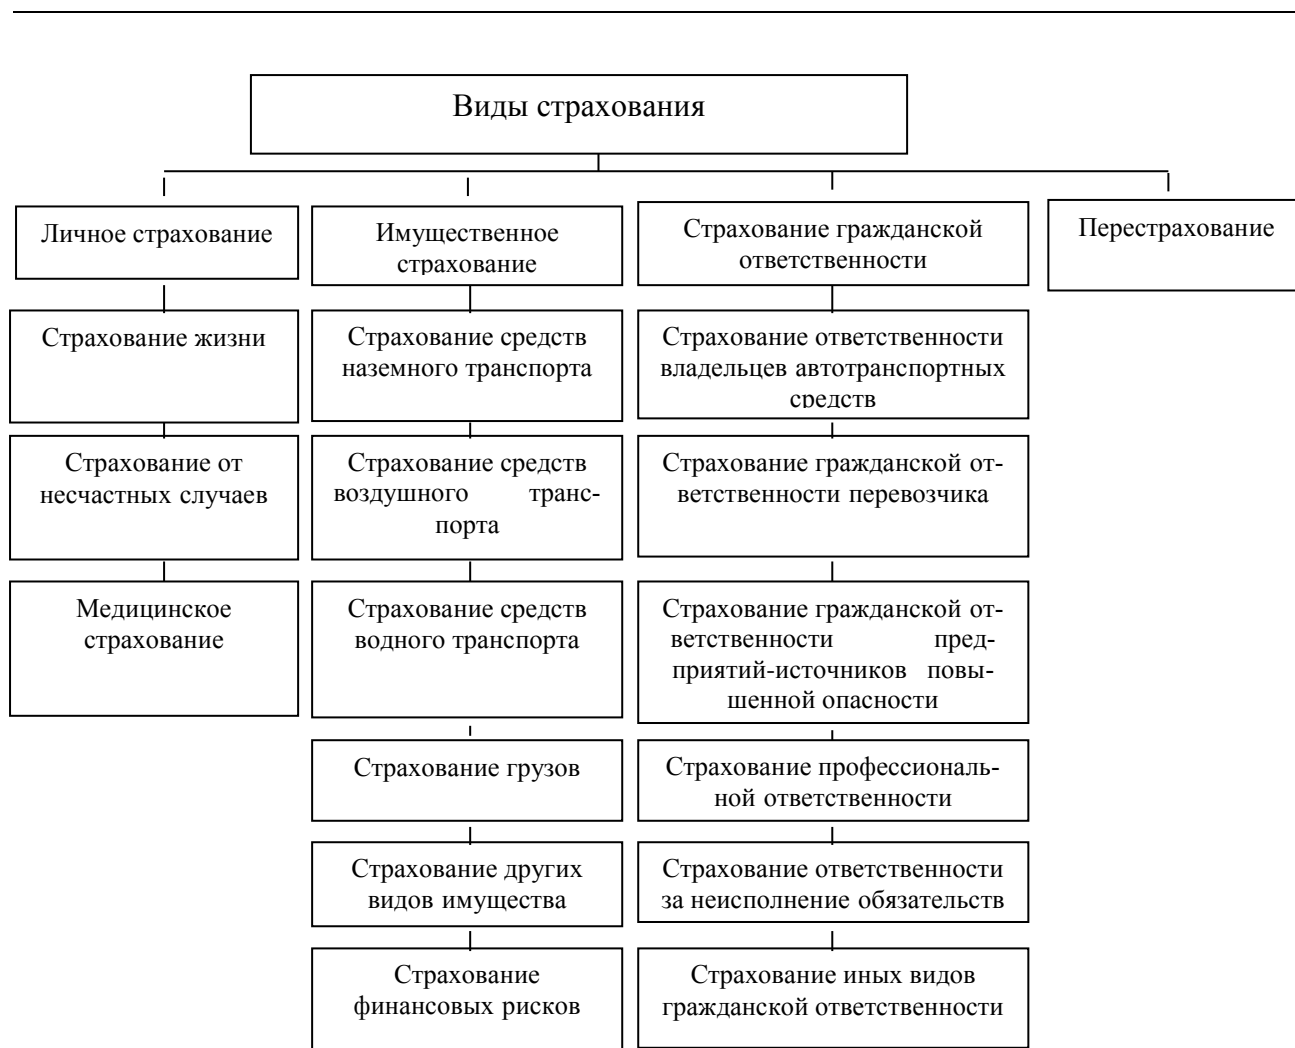 Виды страхования
Личное страхование
Имущественное
страхование
Страхование гражданской
ответственности
Перестрахование
Страхование жизни
Страхование средств
наземного транспорта
Страхование ответственности
владельцев автотранспортных
средств
Страхование от
несчастных случаев
Страхование средств
воздушного транс-
порта
Страхование гражданской от-
ветственности перевозчика
Медицинское
страхование
Страхование средств
водного транспорта
Страхование гражданской от-
ветственности пред-
приятий-источников повы-
шенной опасности
Страхование грузов
Страхование профессиональ-
ной ответственности
Страхование других
видов имущества
Страхование ответственности
за неисполнение обязательств
Страхование
финансовых рисков
Страхование иных видов
гражданской ответственности